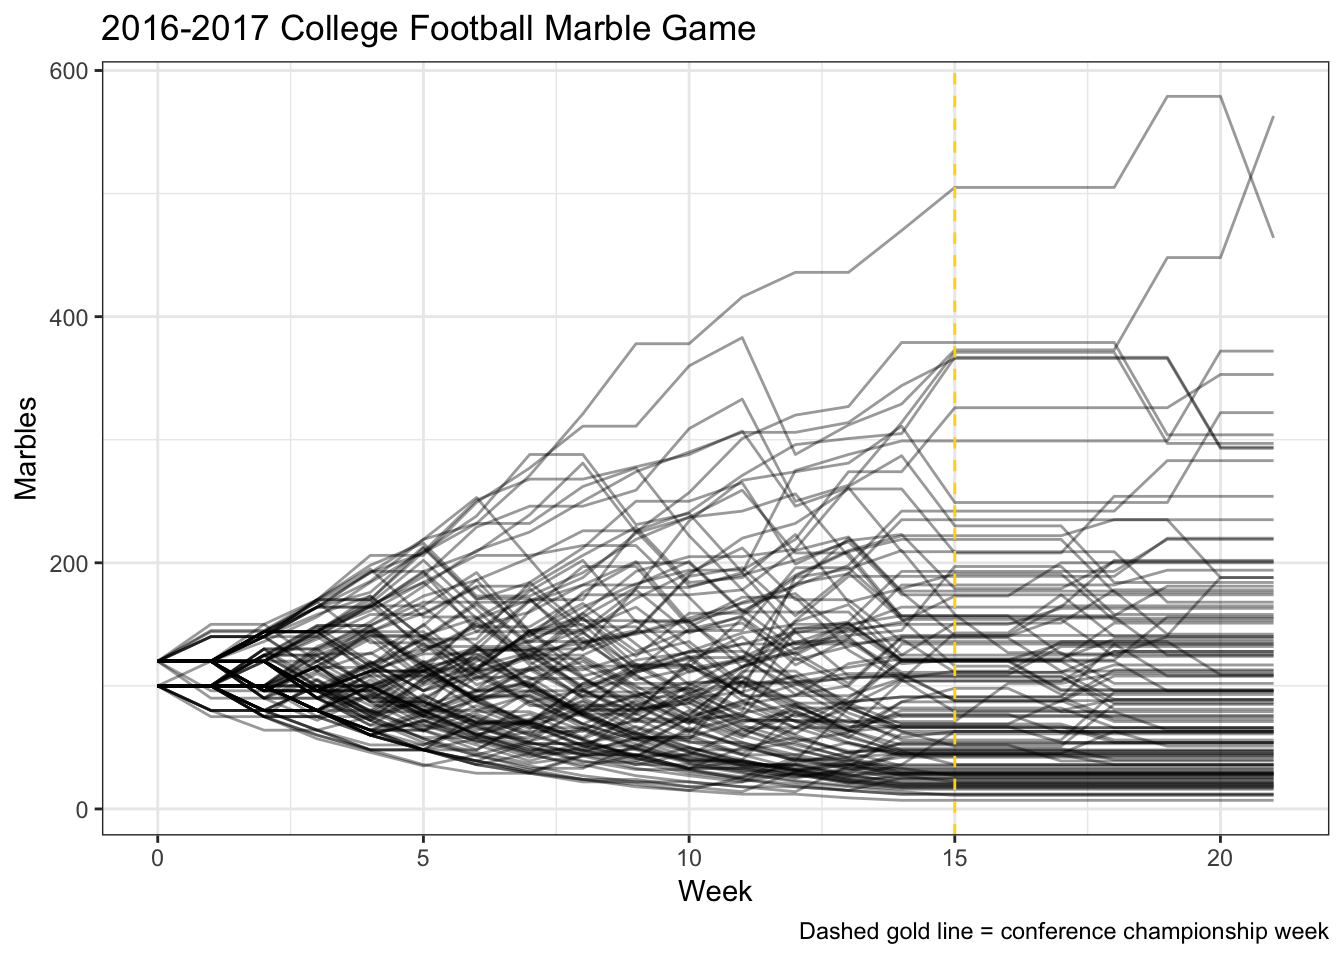 2016-2017 College Football Marble Game
Marbles
600
400
200
0
0 5 10 15 20
Week
Dashed gold line = conference championship week